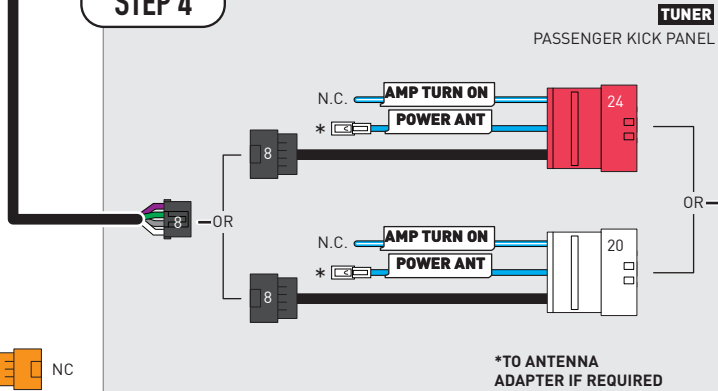 STEP 4
TUNER
PASSENGER KICK PANEL
N.C.
AMP TURN ON
24
*
POWER ANT
8
8
OR
OR
N.C.
AMP TURN ON
20
*
POWER ANT
8
NC
*TO ANTENNA
ADAPTER IF REQUIRED